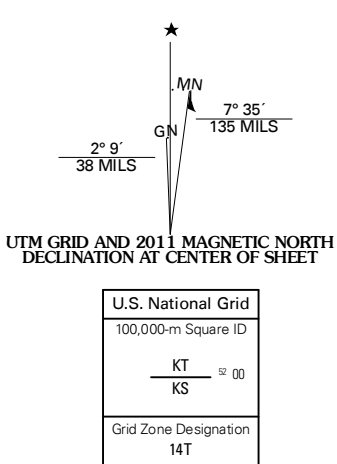 MN
7° 35´
135 MILS
GN
2° 9´
38 MILS
UTM GRID AND 2011 MAGNETIC NORTH
DECLINATION AT CENTER OF SHEET
U.S. National Grid
100,000-m Square ID
KT
52 00
KS
Grid Zone Designation
14T